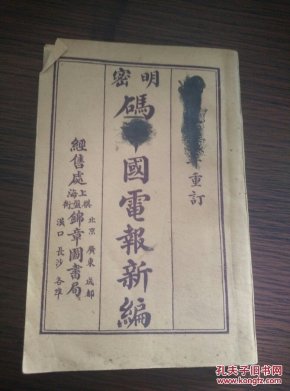 重訂
明密
碼國電報新編
經售處
上海棋盤街
錦章圖書局
北京 廣東 成都
漢口 長沙 各埠
孔夫子旧书网